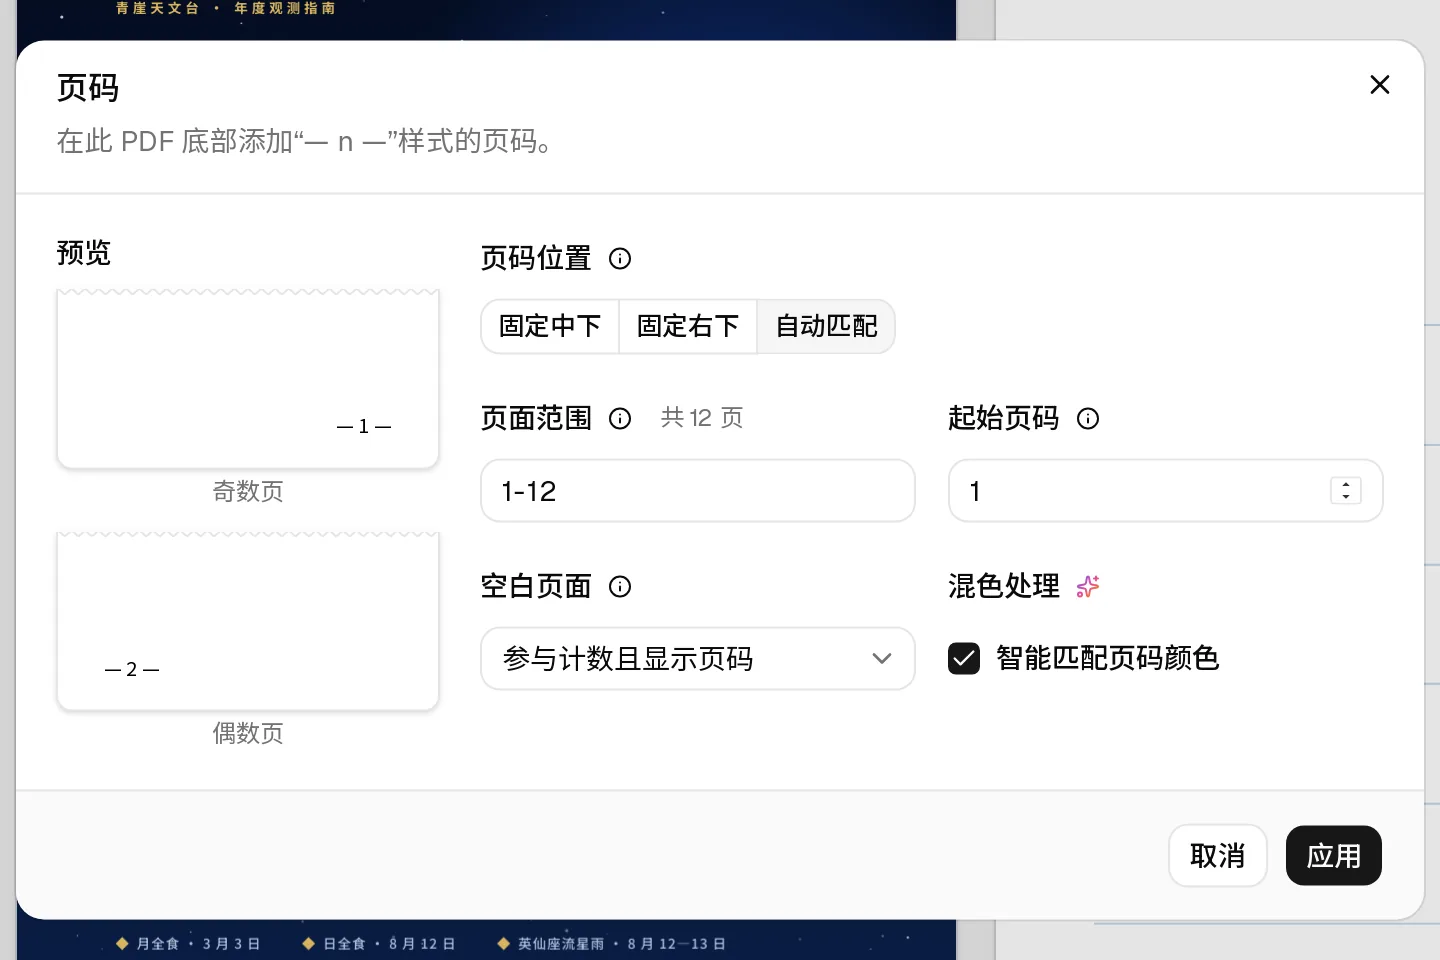 青崖天文台 · 年度观测指南
页码
在此 PDF 底部添加“— n —”样式的页码。
预览
— 1 —
奇数页
— 2 —
偶数页
页码位置
固定中下 固定右下 自动匹配
页面范围 共 12 页
1-12
起始页码
1
空白页面
参与计数且显示页码
混色处理
智能匹配页码颜色
取消 应用
月全食 · 3 月 3 日 日全食 · 8 月 12 日 英仙座流星雨 · 8 月 12—13 日